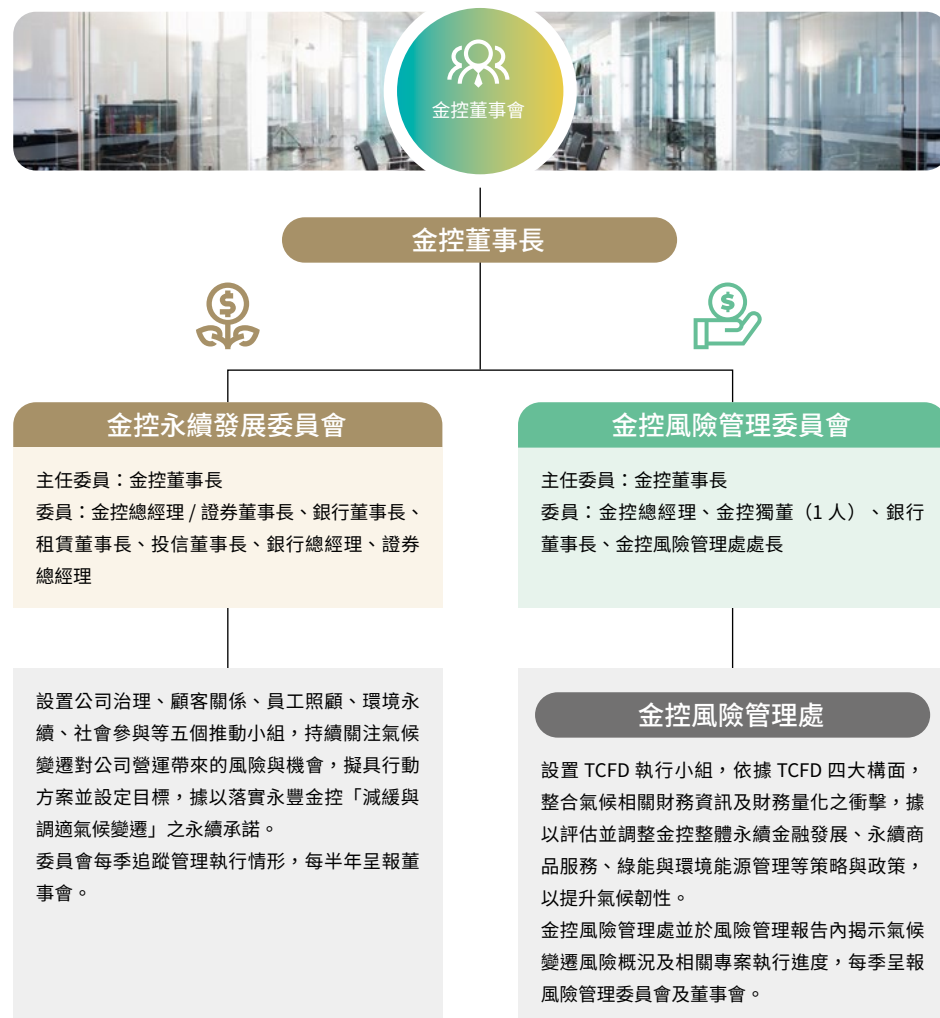 金控董事會
金控董事長
金控永續發展委員會
主任委員：金控董事長
委員：金控總經理 / 證券董事長、銀行董事長、
租賃董事長、投信董事長、銀行總經理、證券
總經理
設置公司治理、顧客關係、員工照顧、環境永
續、社會參與等五個推動小組，持續關注氣候
變遷對公司營運帶來的風險與機會，擬具行動
方案並設定目標，據以落實永豐金控「減緩與
調適氣候變遷」之永續承諾。
委員會每季追蹤管理執行情形，每半年呈報董
事會。
金控風險管理委員會
主任委員：金控董事長
委員：金控總經理、金控獨董（1 人）、銀行
董事長、金控風險管理處處長
金控風險管理處
設置 TCFD 執行小組，依據 TCFD 四大構面，
整合氣候相關財務資訊及財務量化之衝擊，據
以評估並調整金控整體永續金融發展、永續商
品服務、綠能與環境能源管理等策略與政策，
以提升氣候韌性。
金控風險管理處並於風險管理報告內揭示氣候
變遷風險概況及相關專案執行進度，每季呈報
風險管理委員會及董事會。